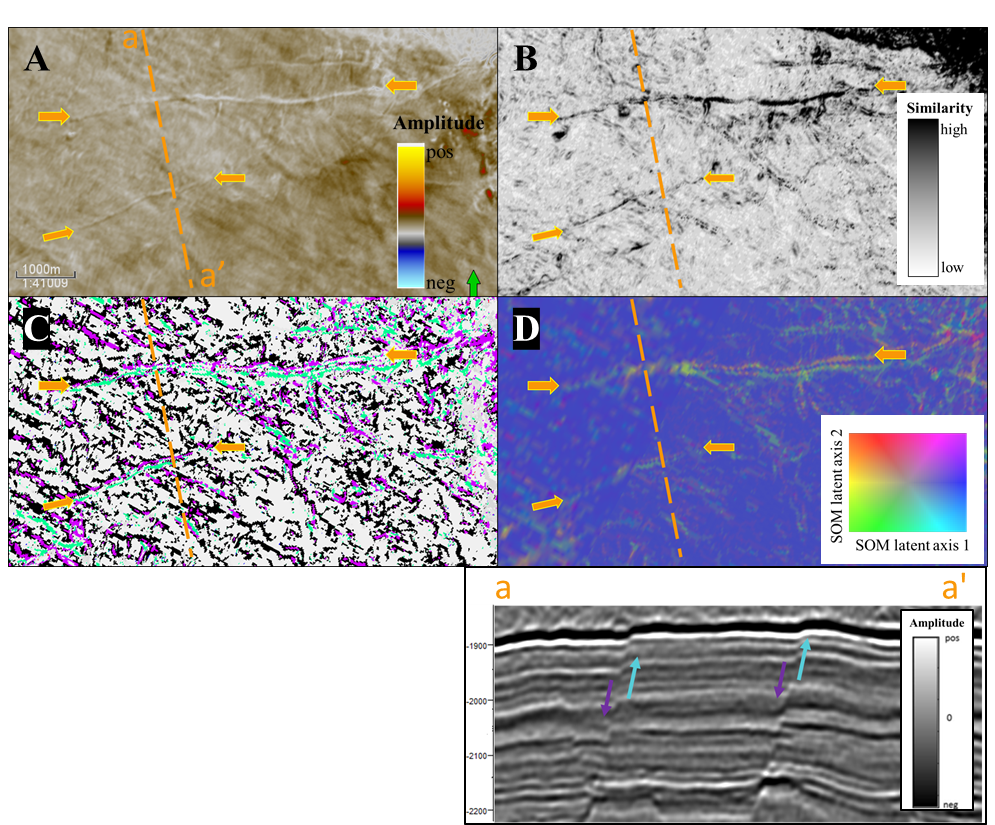 A
a
Amplitude
pos
neg
a'
1000m
1:41009
B
Similarity
high
low
C
D
SOM latent axis 2
SOM latent axis 1
a
a'
Amplitude
pos
0
neg
-1900
-2000
-2100
-2200